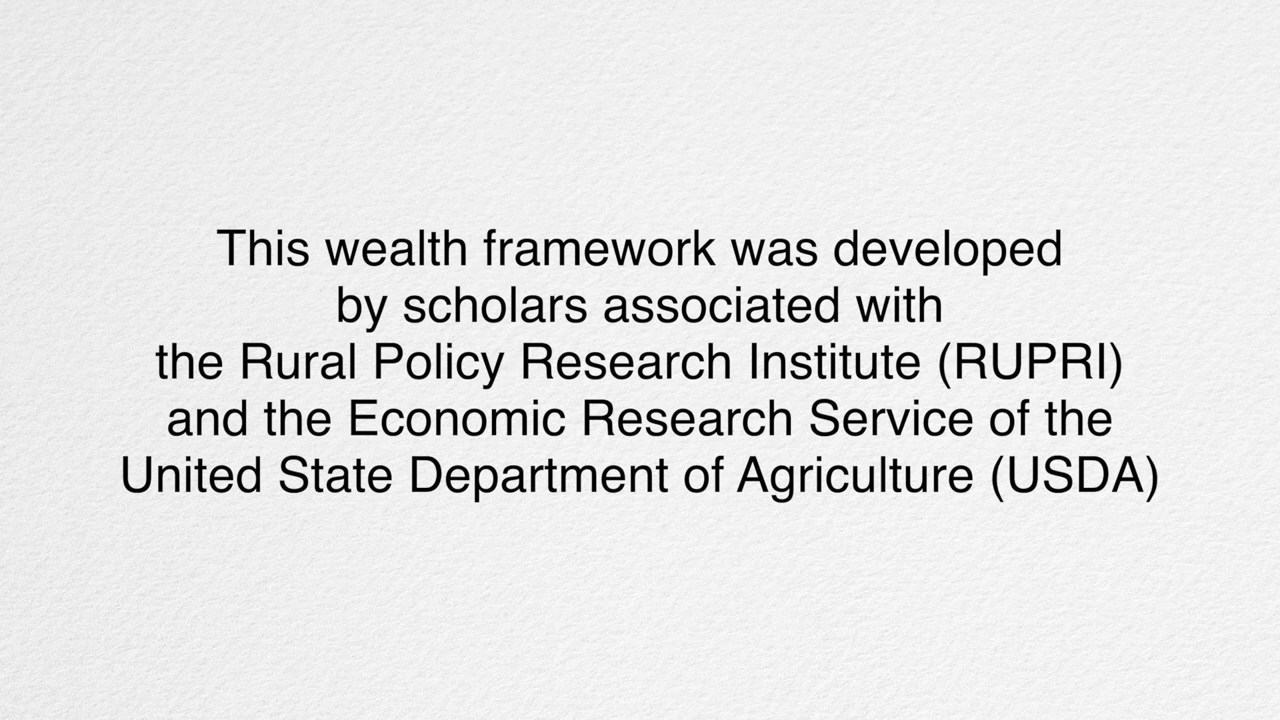 This wealth framework was developed
by scholars associated with
the Rural Policy Research Institute (RUPRI)
and the Economic Research Service of the
United State Department of Agriculture (USDA)